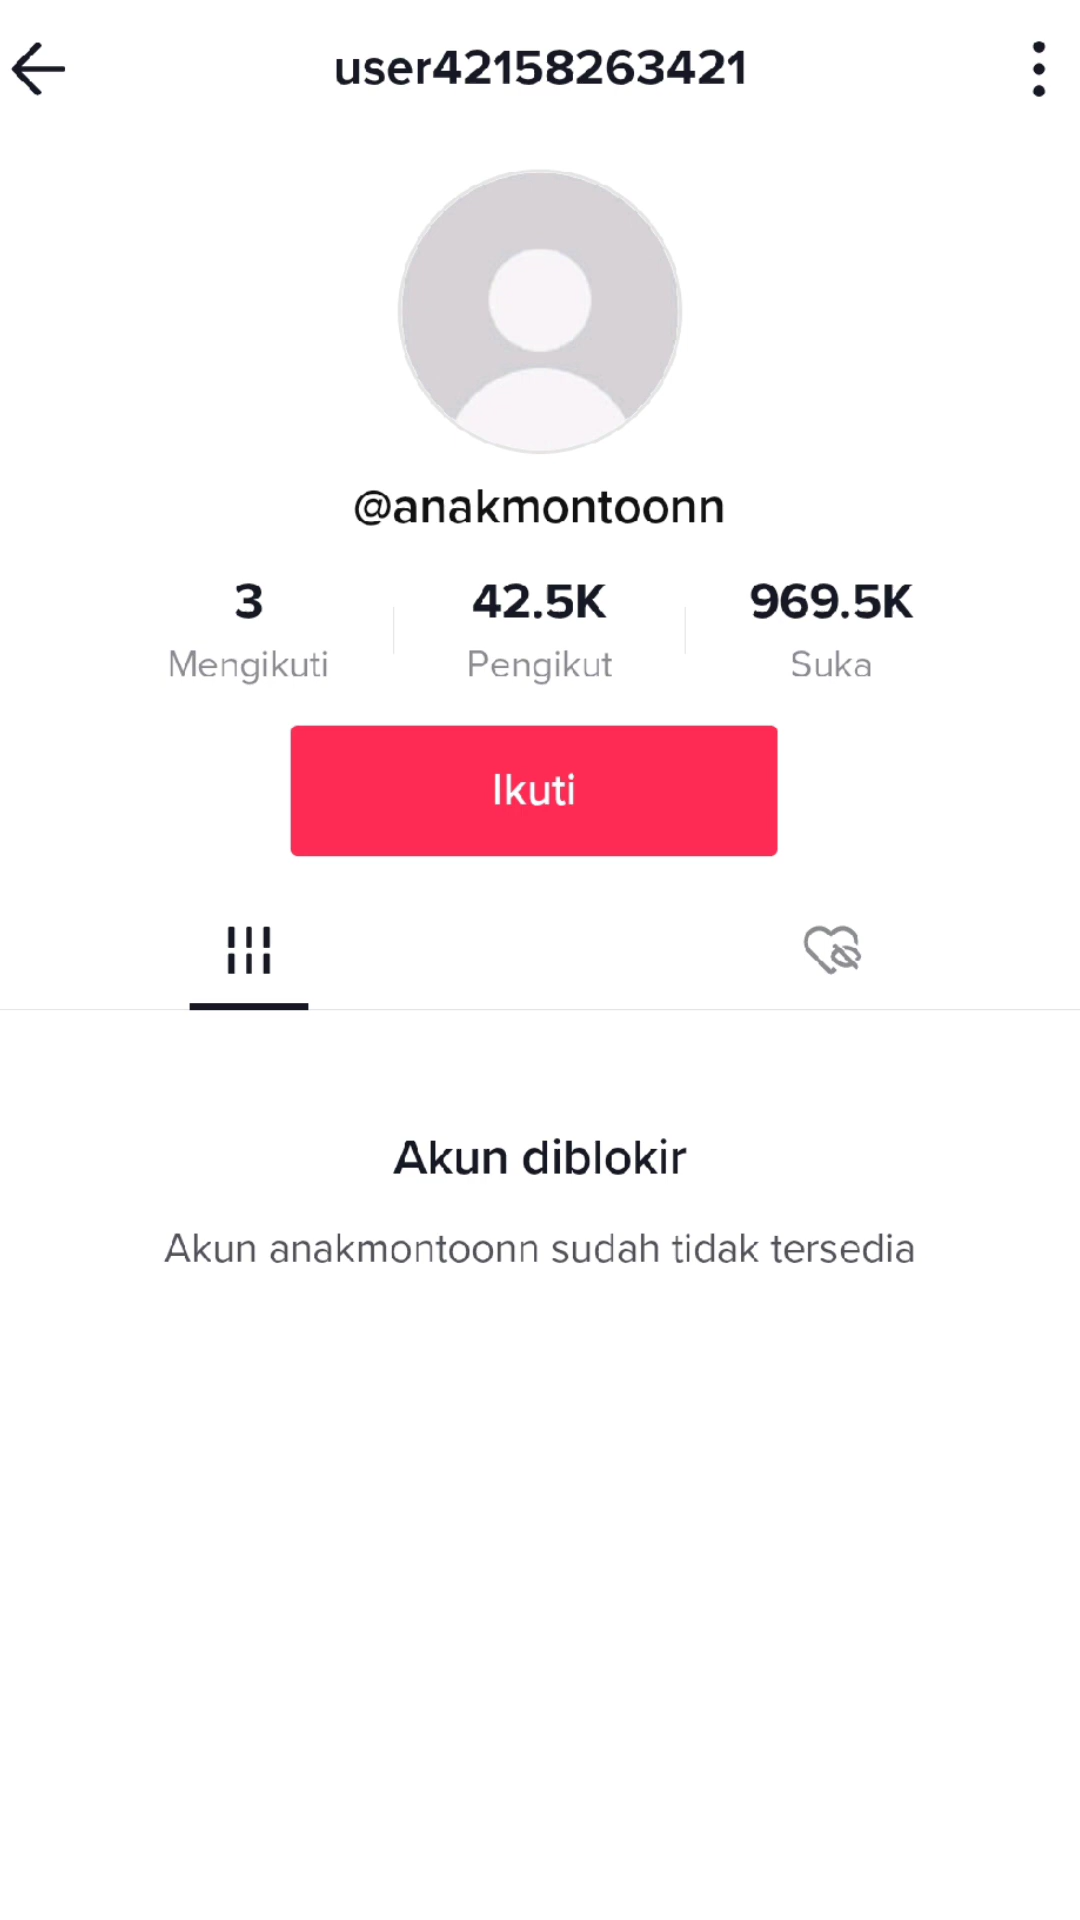 user42158263421
@anakmontoonn
3 42.5K 969.5K
Mengikuti Pengikut Suka
Ikuti
Akun diblokir
Akun anakmontoonn sudah tidak tersedia